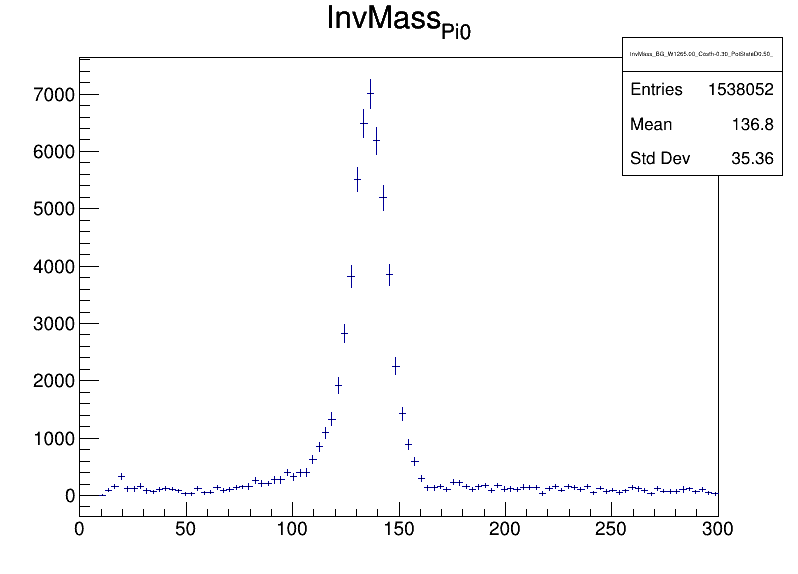 InvMass_Pi0
InvMass_BG_W1265.00_Costh-0.30_PolStateD0.50_
Entries 1538052
Mean 136.8
Std Dev 35.36
7000
6000
5000
4000
3000
2000
1000
0
0 50 100 150 200 250 300